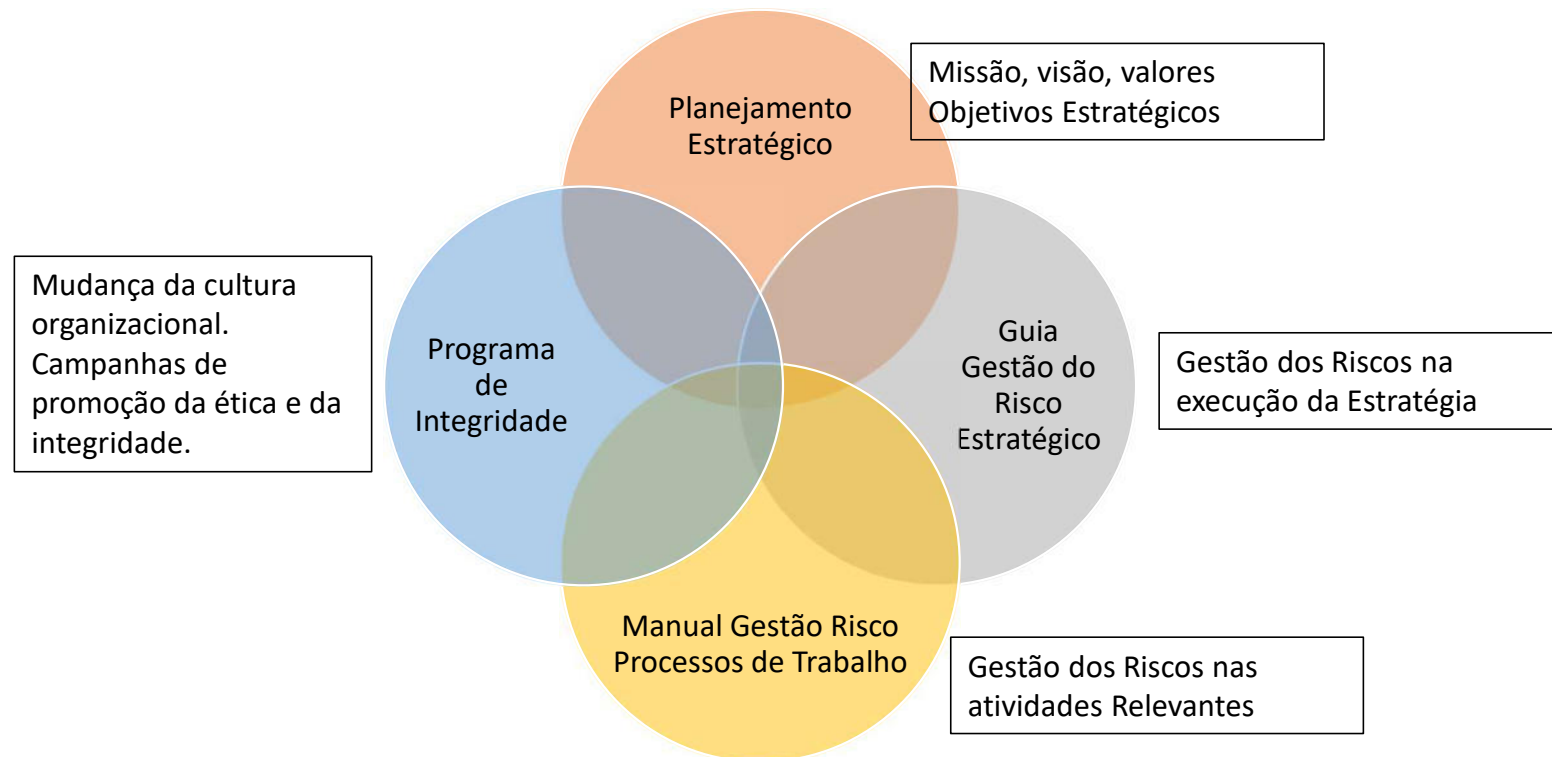 Planejamento
Estratégico
Missão, visão, valores
Objetivos Estratégicos
Mudança da cultura
organizacional.
Campanhas de
promoção da ética e da
integridade.
Programa
de
Integridade
Guia
Gestão do
Risco
Estratégico
Gestão dos Riscos na
execução da Estratégia
Manual Gestão Risco
Processos de Trabalho
Gestão dos Riscos nas
atividades Relevantes